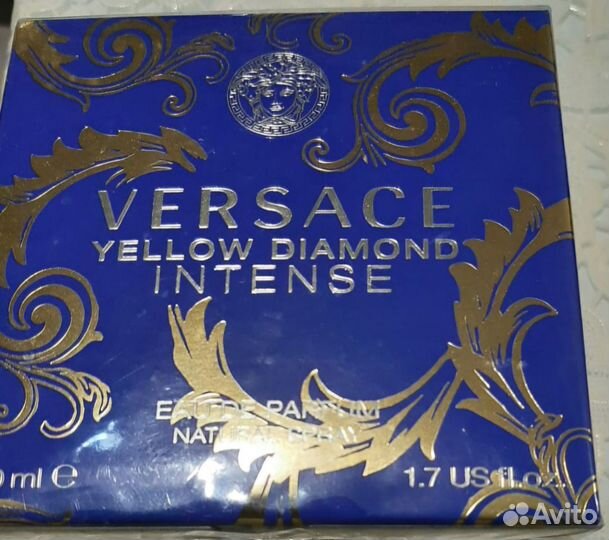 VERSACE
YELLOW DIAMOND
INTENSE
EAU DE PARFUM
NATURAL SPRAY
0 ml e 1.7 US fl.oz.
Avito